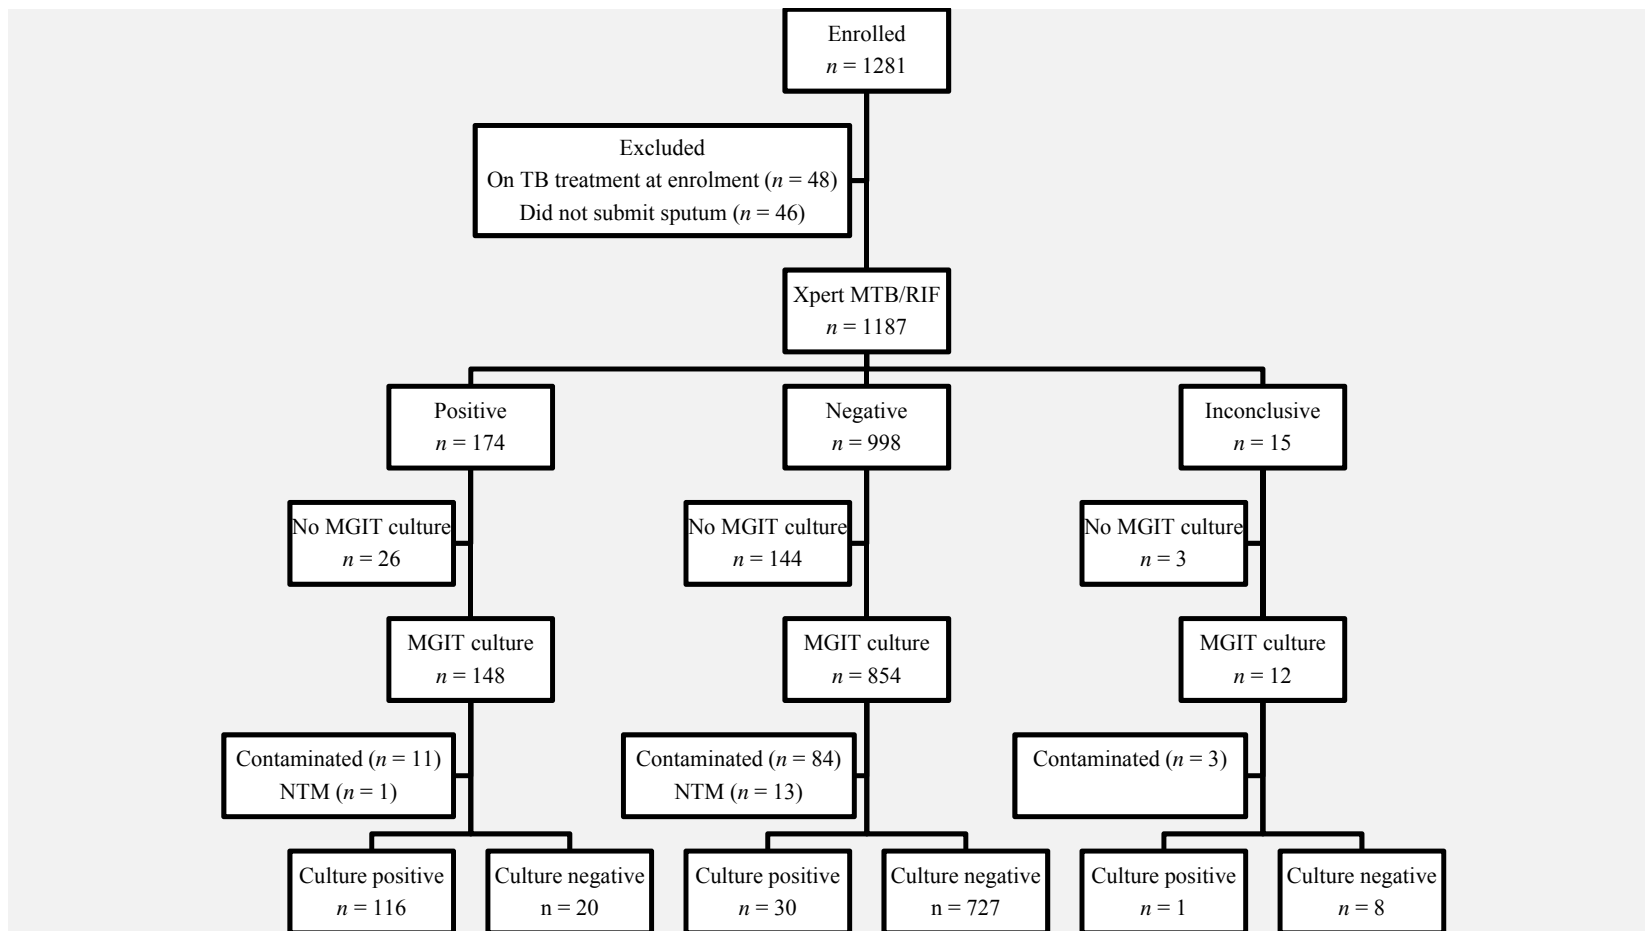 Enrolled
n = 1281
Excluded
On TB treatment at enrolment (n = 48)
Did not submit sputum (n = 46)
Xpert MTB/RIF
n = 1187
Positive
n = 174
Negative
n = 998
Inconclusive
n = 15
No MGIT culture
n = 26
No MGIT culture
n = 144
No MGIT culture
n = 3
MGIT culture
n = 148
MGIT culture
n = 854
MGIT culture
n = 12
Contaminated (n = 11)
NTM (n = 1)
Contaminated (n = 84)
NTM (n = 13)
Contaminated (n = 3)
Culture positive
n = 116
Culture negative
n = 20
Culture positive
n = 30
Culture negative
n = 727
Culture positive
n = 1
Culture negative
n = 8